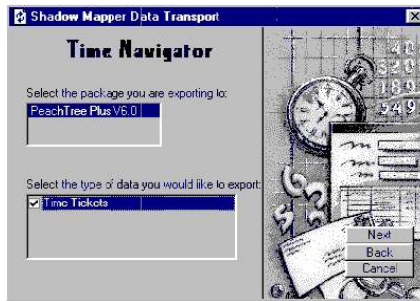 Shadow Mapper Data Transport
Time Navigator
Select the package you are exporting to:
PeachTree Plus V6.0
Select the type of data you would like to export:
Time Tickets
Next
Back
Cancel